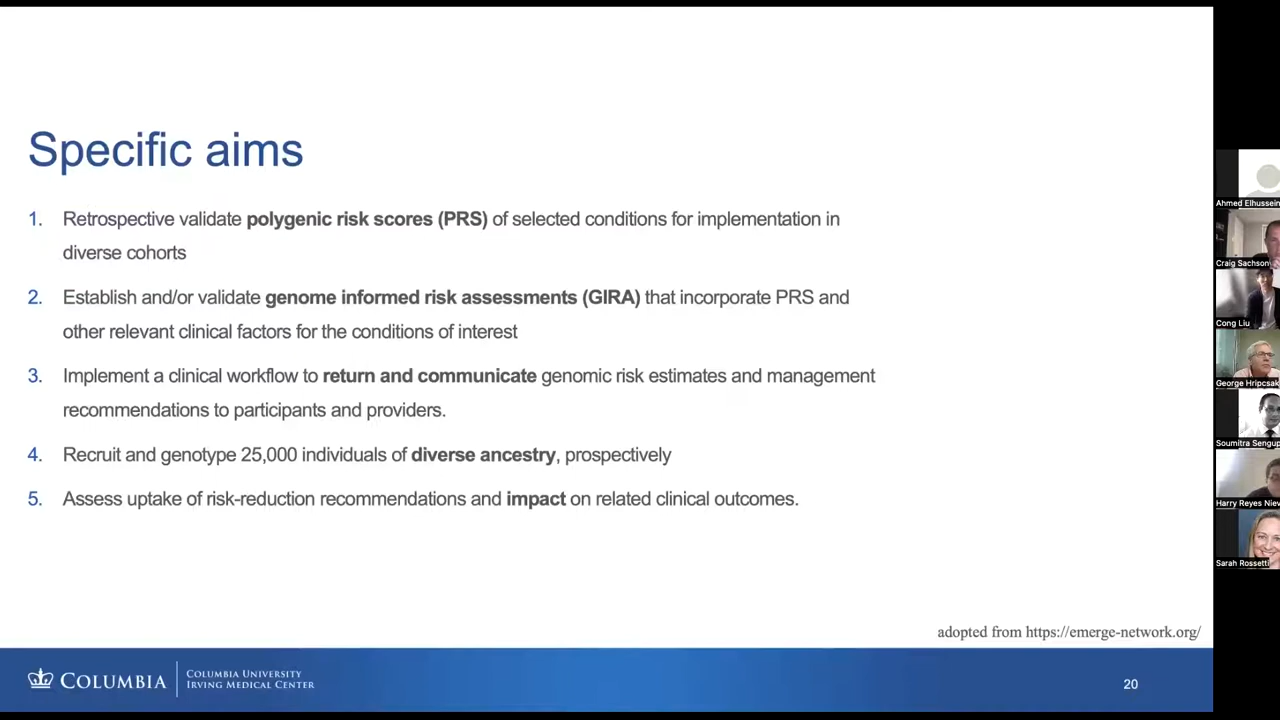 Specific aims
1. Retrospective validate polygenic risk scores (PRS) of selected conditions for implementation in
diverse cohorts
2. Establish and/or validate genome informed risk assessments (GIRA) that incorporate PRS and
other relevant clinical factors for the conditions of interest
3. Implement a clinical workflow to return and communicate genomic risk estimates and management
recommendations to participants and providers.
4. Recruit and genotype 25,000 individuals of diverse ancestry, prospectively
5. Assess uptake of risk-reduction recommendations and impact on related clinical outcomes.
adopted from https://emerge-network.org/
COLUMBIA
COLUMBIA UNIVERSITY
IRVING MEDICAL CENTER
20
Ahmed Elhussein
Craig Sachson
Cong Liu
George Hripcsak
Soumitra Sengup
Harry Reyes Niev
Sarah Rossetti